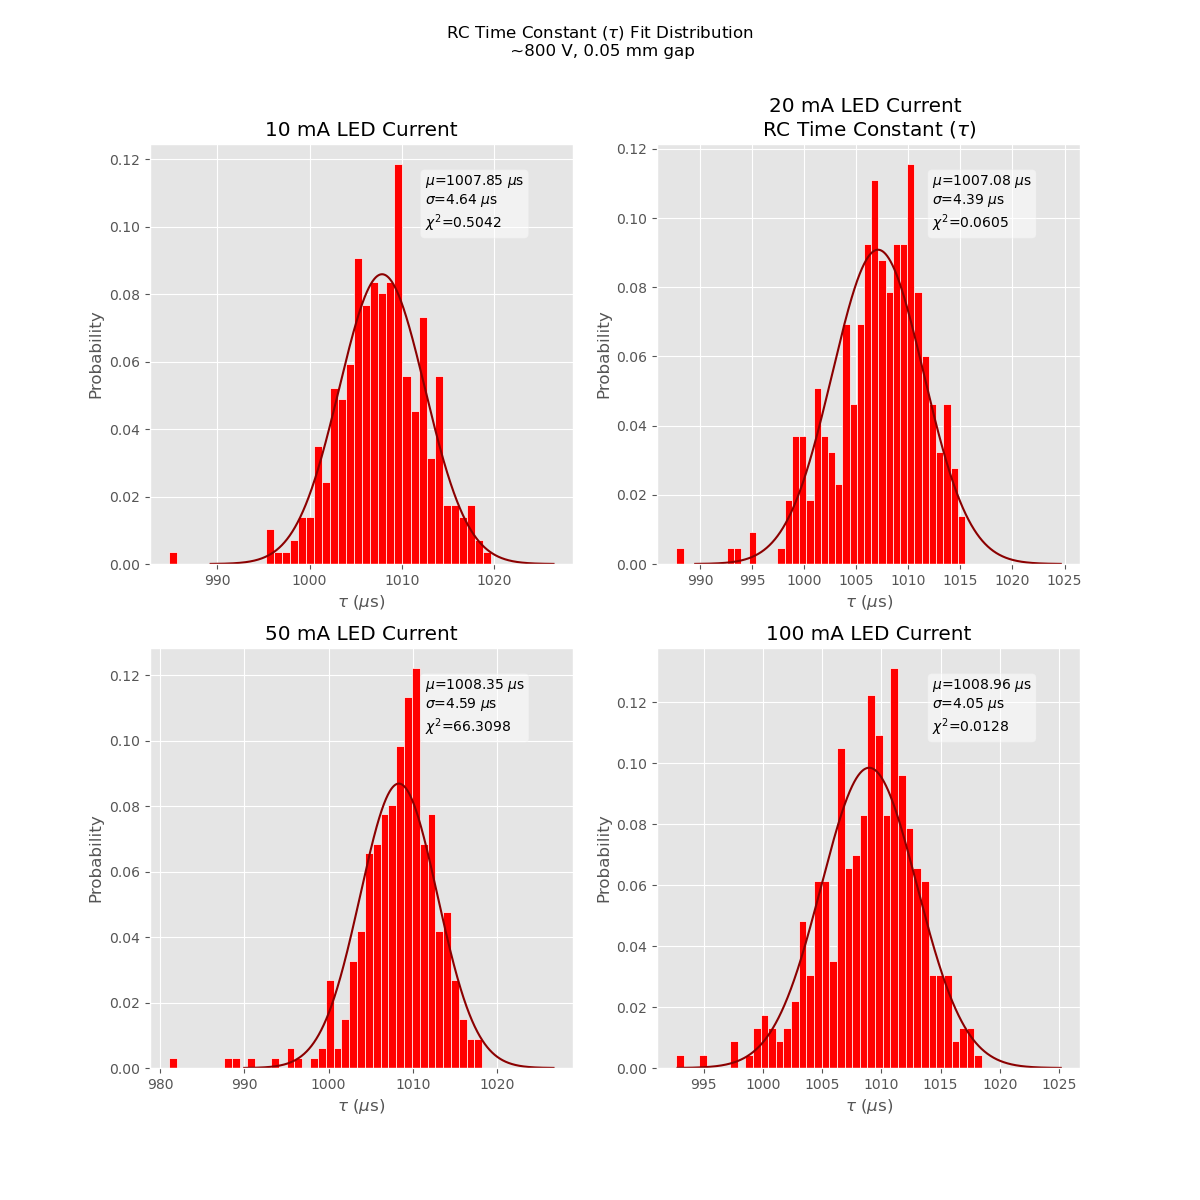 RC Time Constant (τ) Fit Distribution
~800 V, 0.05 mm gap
10 mA LED Current
μ=1007.85 μs
σ=4.64 μs
χ²=0.5042
Probability
0.12
0.10
0.08
0.06
0.04
0.02
0.00
990 1000 1010 1020
τ (μs)
20 mA LED Current
RC Time Constant (τ)
μ=1007.08 μs
σ=4.39 μs
χ²=0.0605
Probability
0.12
0.10
0.08
0.06
0.04
0.02
0.00
990 995 1000 1005 1010 1015 1020 1025
τ (μs)
50 mA LED Current
μ=1008.35 μs
σ=4.59 μs
χ²=66.3098
Probability
0.12
0.10
0.08
0.06
0.04
0.02
0.00
980 990 1000 1010 1020
τ (μs)
100 mA LED Current
μ=1008.96 μs
σ=4.05 μs
χ²=0.0128
Probability
0.12
0.10
0.08
0.06
0.04
0.02
0.00
995 1000 1005 1010 1015 1020 1025
τ (μs)